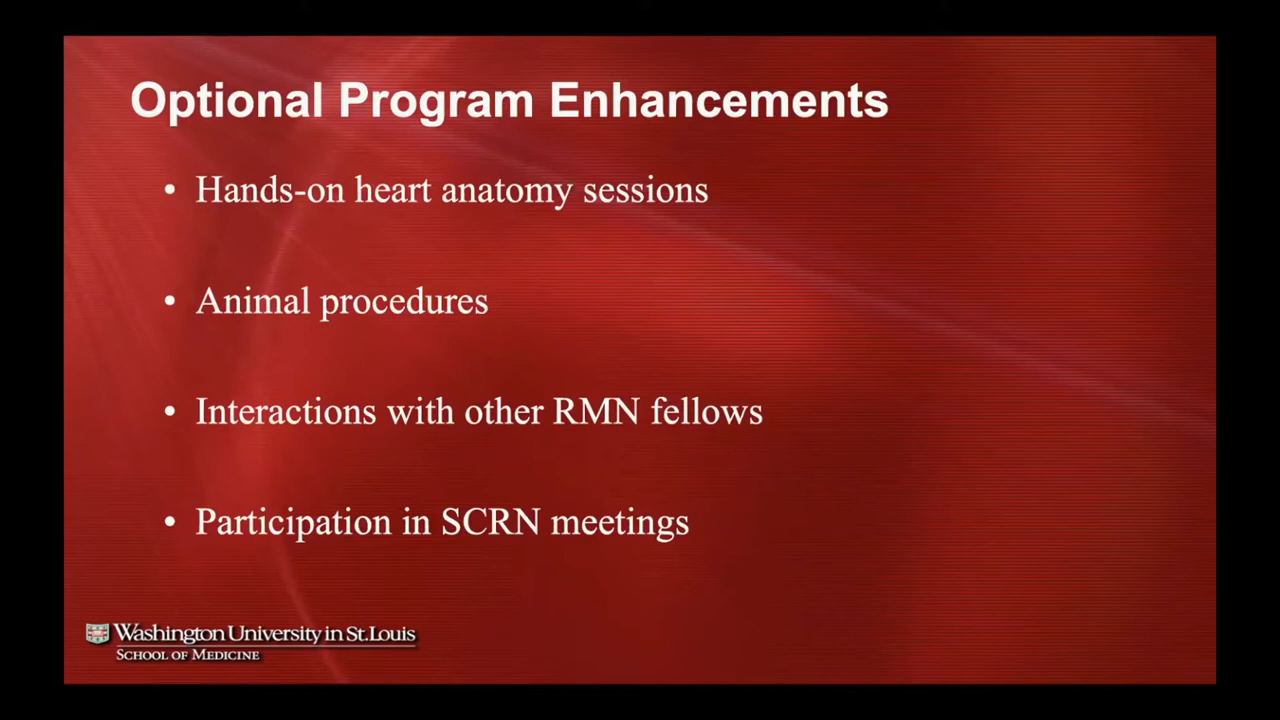 Optional Program Enhancements
• Hands-on heart anatomy sessions
• Animal procedures
• Interactions with other RMN fellows
• Participation in SCRN meetings
Washington University in St. Louis
School of Medicine